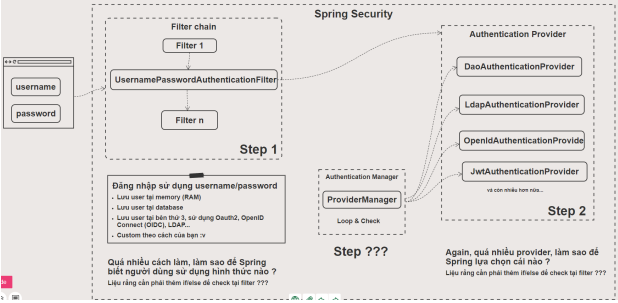 Spring Security
Filter chain
Filter 1
UsernamePasswordAuthenticationFilter
Filter n
Step 1
username
password
Đăng nhập sử dụng username/password
Lưu user tại memory (RAM)
Lưu user tại database
Lưu user tại bên thứ 3, sử dụng Oauth2, OpenID
Connect (OIDC), LDAP...
Custom theo cách của bạn :v
Quá nhiều cách làm, làm sao để Spring
biết người dùng sử dụng hình thức nào ?
Liệu rằng cần phải thêm if/else để check tại filter ???
Authentication Manager
ProviderManager
Loop & Check
Step ???
Authentication Provider
DaoAuthenticationProvider
LdapAuthenticationProvider
OpenIdAuthenticationProvide
JwtAuthenticationProvider
và còn nhiều hơn nữa...
Step 2
Again, quá nhiều provider, làm sao để
Spring lựa chọn cái nào ?
Liệu rằng cần phải thêm if/else để check tại filter ???